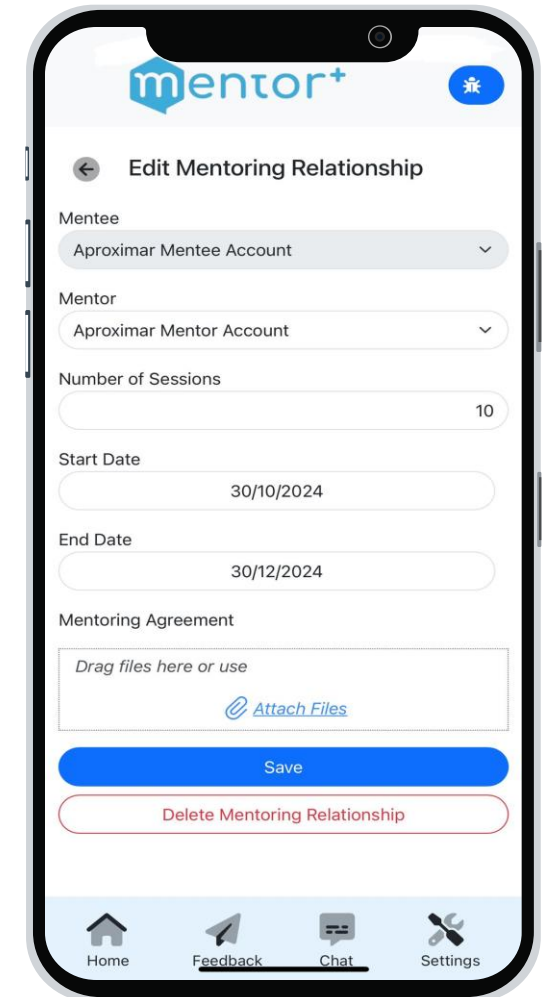 mentor+
Edit Mentoring Relationship
Mentee
Aproximar Mentee Account
Mentor
Aproximar Mentor Account
Number of Sessions
10
Start Date
30/10/2024
End Date
30/12/2024
Mentoring Agreement
Drag files here or use
Attach Files
Save
Delete Mentoring Relationship
Home Feedback Chat Settings